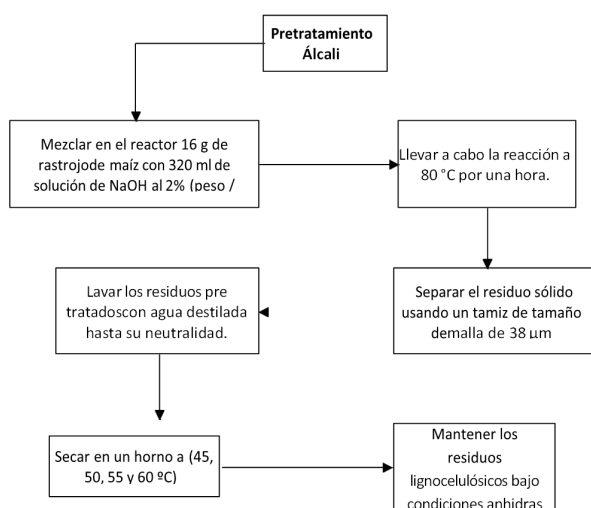 Pretratamiento
Álcali
Mezclar en el reactor 16 g de
rastrojode maíz con 320 ml de
solución de NaOH al 2% (peso /
Llevar a cabo la reacción a
80 °C por una hora.
Lavar los residuos pre
tratadoscon agua destilada
hasta su neutralidad.
Separar el residuo sólido
usando un tamiz de tamaño
demalla de 38 µm
Secar en un horno a (45,
50, 55 y 60 ºC)
Mantener los
residuos
lignocelulósicos bajo
condiciones anhidras